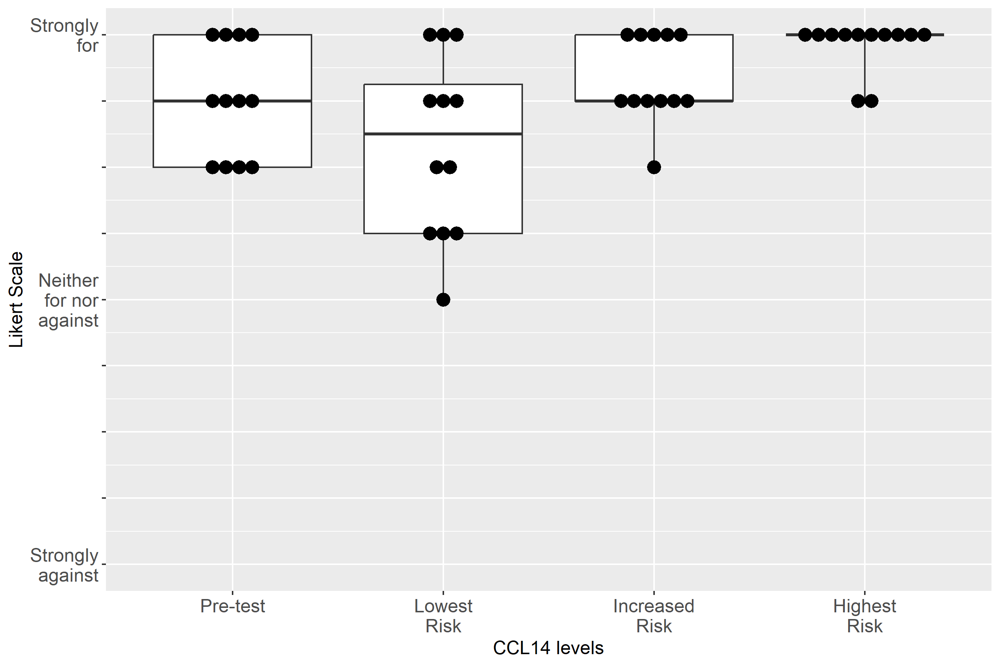 Strongly
for
Neither
for nor
against
Strongly
against
Likert Scale
Pre-test
Lowest
Risk
Increased
Risk
Highest
Risk
CCL14 levels